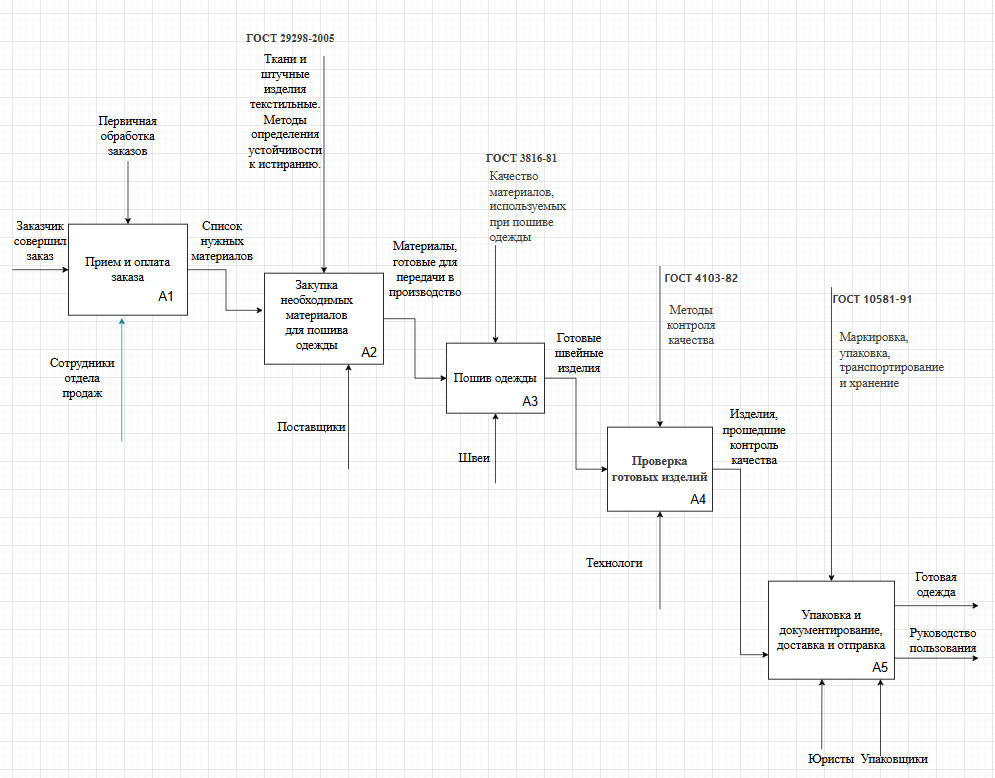 ГОСТ 29298-2005
Ткани и
штучные
изделия
текстильные.
Методы
определения
устойчивости
к истиранию.
Первичная
обработка
заказов
Заказчик
совершил
заказ
Прием и оплата
заказа
A1
Список
нужных
материалов
Сотрудники
отдела
продаж
Закупка
необходимых
материалов
для пошива
одежды
A2
Поставщики
Материалы,
готовые для
передачи в
производство
ГОСТ 3816-81
Качество
материалов,
используемых
при пошиве
одежды
Пошив одежды
A3
Швеи
Готовые
швейные
изделия
ГОСТ 4103-82
Методы
контроля
качества
Проверка
готовых изделий
A4
Технологи
Изделия,
прошедшие
контроль
качества
ГОСТ 10581-91
Маркировка,
упаковка,
транспортирование
и хранение
Упаковка и
документирование,
доставка и отправка
A5
Готовая
одежда
Руководство
пользования
Юристы
Упаковщики